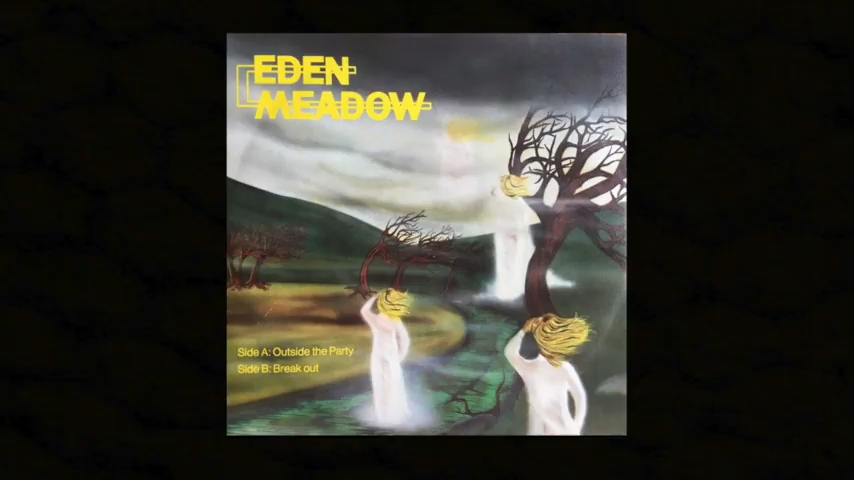 EDEN
MEADOW
Side A: Outside the Party
Side B: Break out